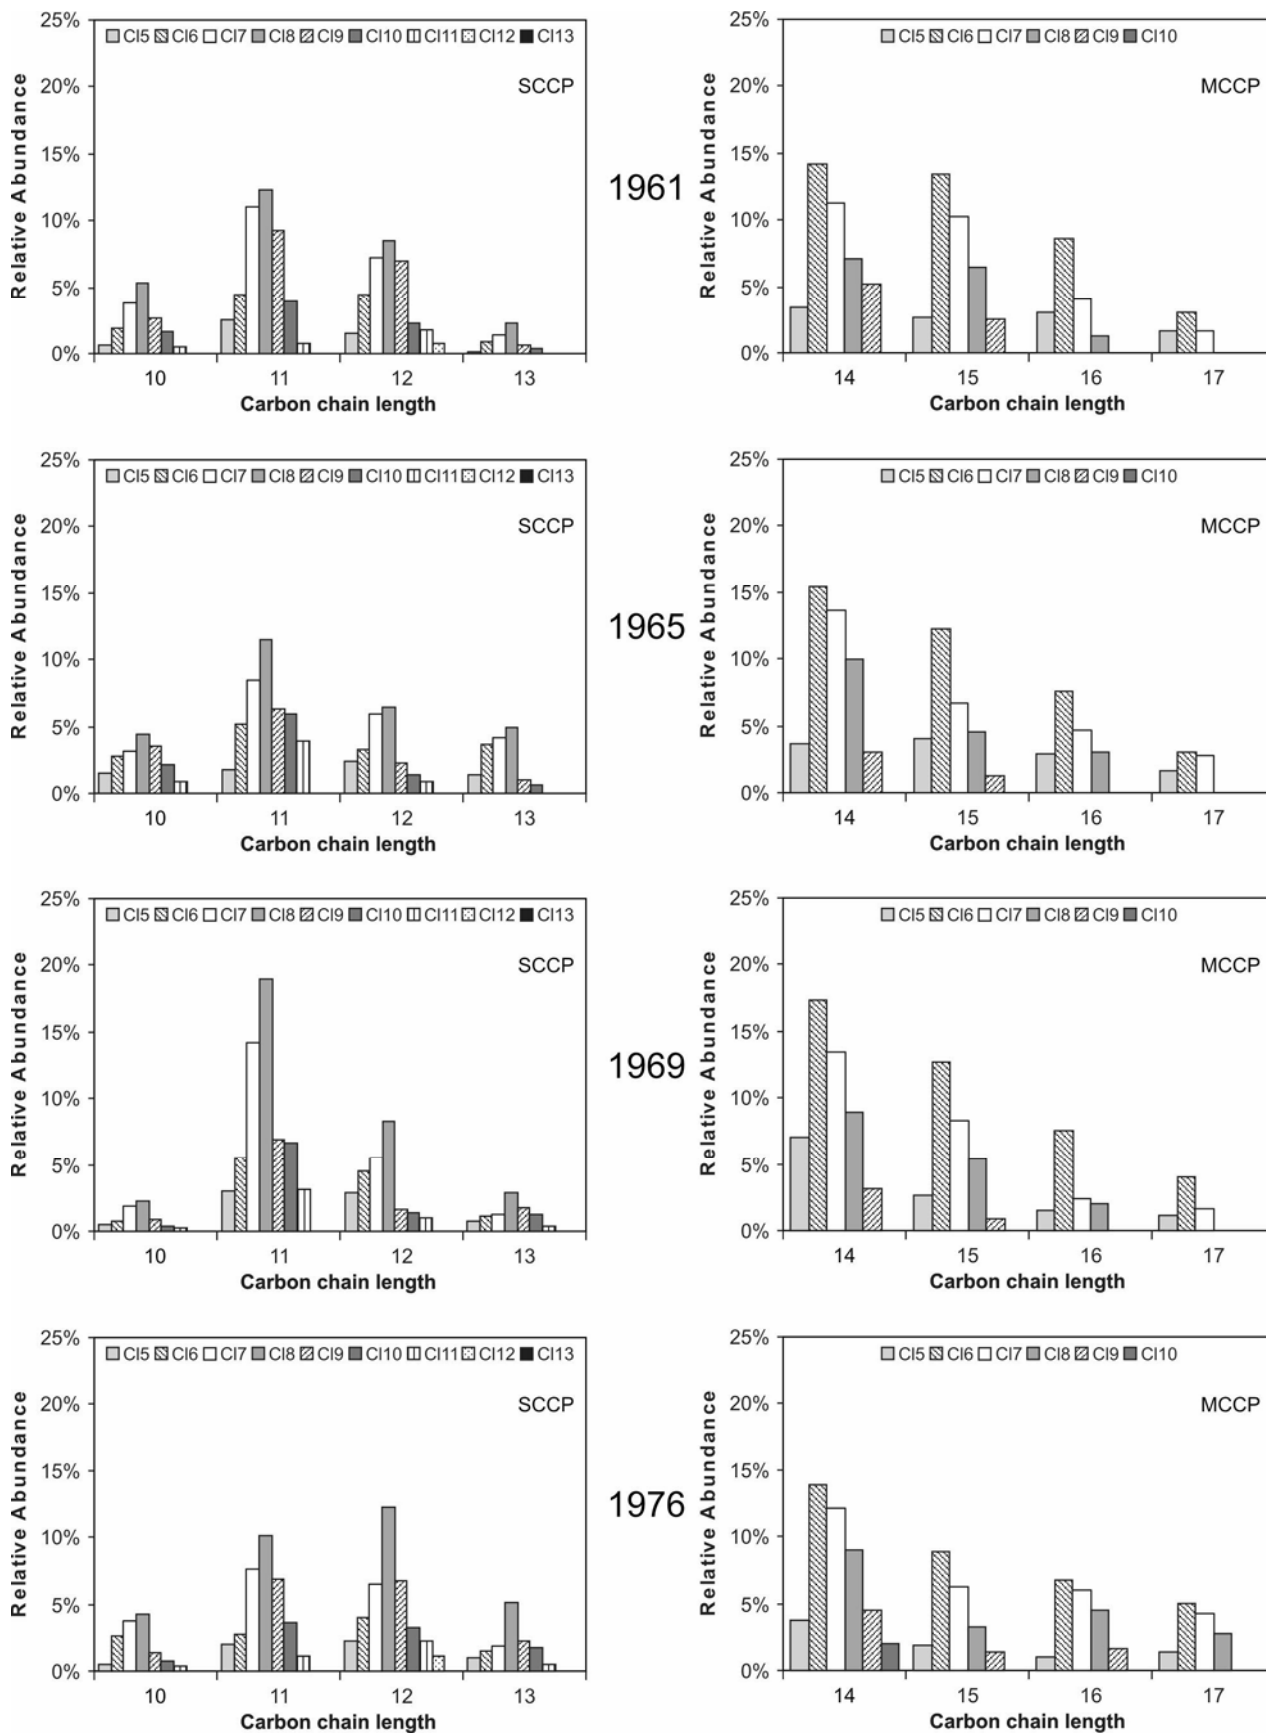 25%
20%
15%
10%
5%
0%
Relative Abundance
Cl5 Cl6 Cl7 Cl8 Cl9 Cl10 Cl11 Cl12 Cl13
SCCP
10 11 12 13
Carbon chain length
1961
25%
20%
15%
10%
5%
0%
Relative Abundance
Cl5 Cl6 Cl7 Cl8 Cl9 Cl10
MCCP
14 15 16 17
Carbon chain length
25%
20%
15%
10%
5%
0%
Relative Abundance
Cl5 Cl6 Cl7 Cl8 Cl9 Cl10 Cl11 Cl12 Cl13
SCCP
10 11 12 13
Carbon chain length
1965
25%
20%
15%
10%
5%
0%
Relative Abundance
Cl5 Cl6 Cl7 Cl8 Cl9 Cl10
MCCP
14 15 16 17
Carbon chain length
25%
20%
15%
10%
5%
0%
Relative Abundance
Cl5 Cl6 Cl7 Cl8 Cl9 Cl10 Cl11 Cl12 Cl13
SCCP
10 11 12 13
Carbon chain length
1969
25%
20%
15%
10%
5%
0%
Relative Abundance
Cl5 Cl6 Cl7 Cl8 Cl9 Cl10
MCCP
14 15 16 17
Carbon chain length
25%
20%
15%
10%
5%
0%
Relative Abundance
Cl5 Cl6 Cl7 Cl8 Cl9 Cl10 Cl11 Cl12 Cl13
SCCP
10 11 12 13
Carbon chain length
1976
25%
20%
15%
10%
5%
0%
Relative Abundance
Cl5 Cl6 Cl7 Cl8 Cl9 Cl10
MCCP
14 15 16 17
Carbon chain length